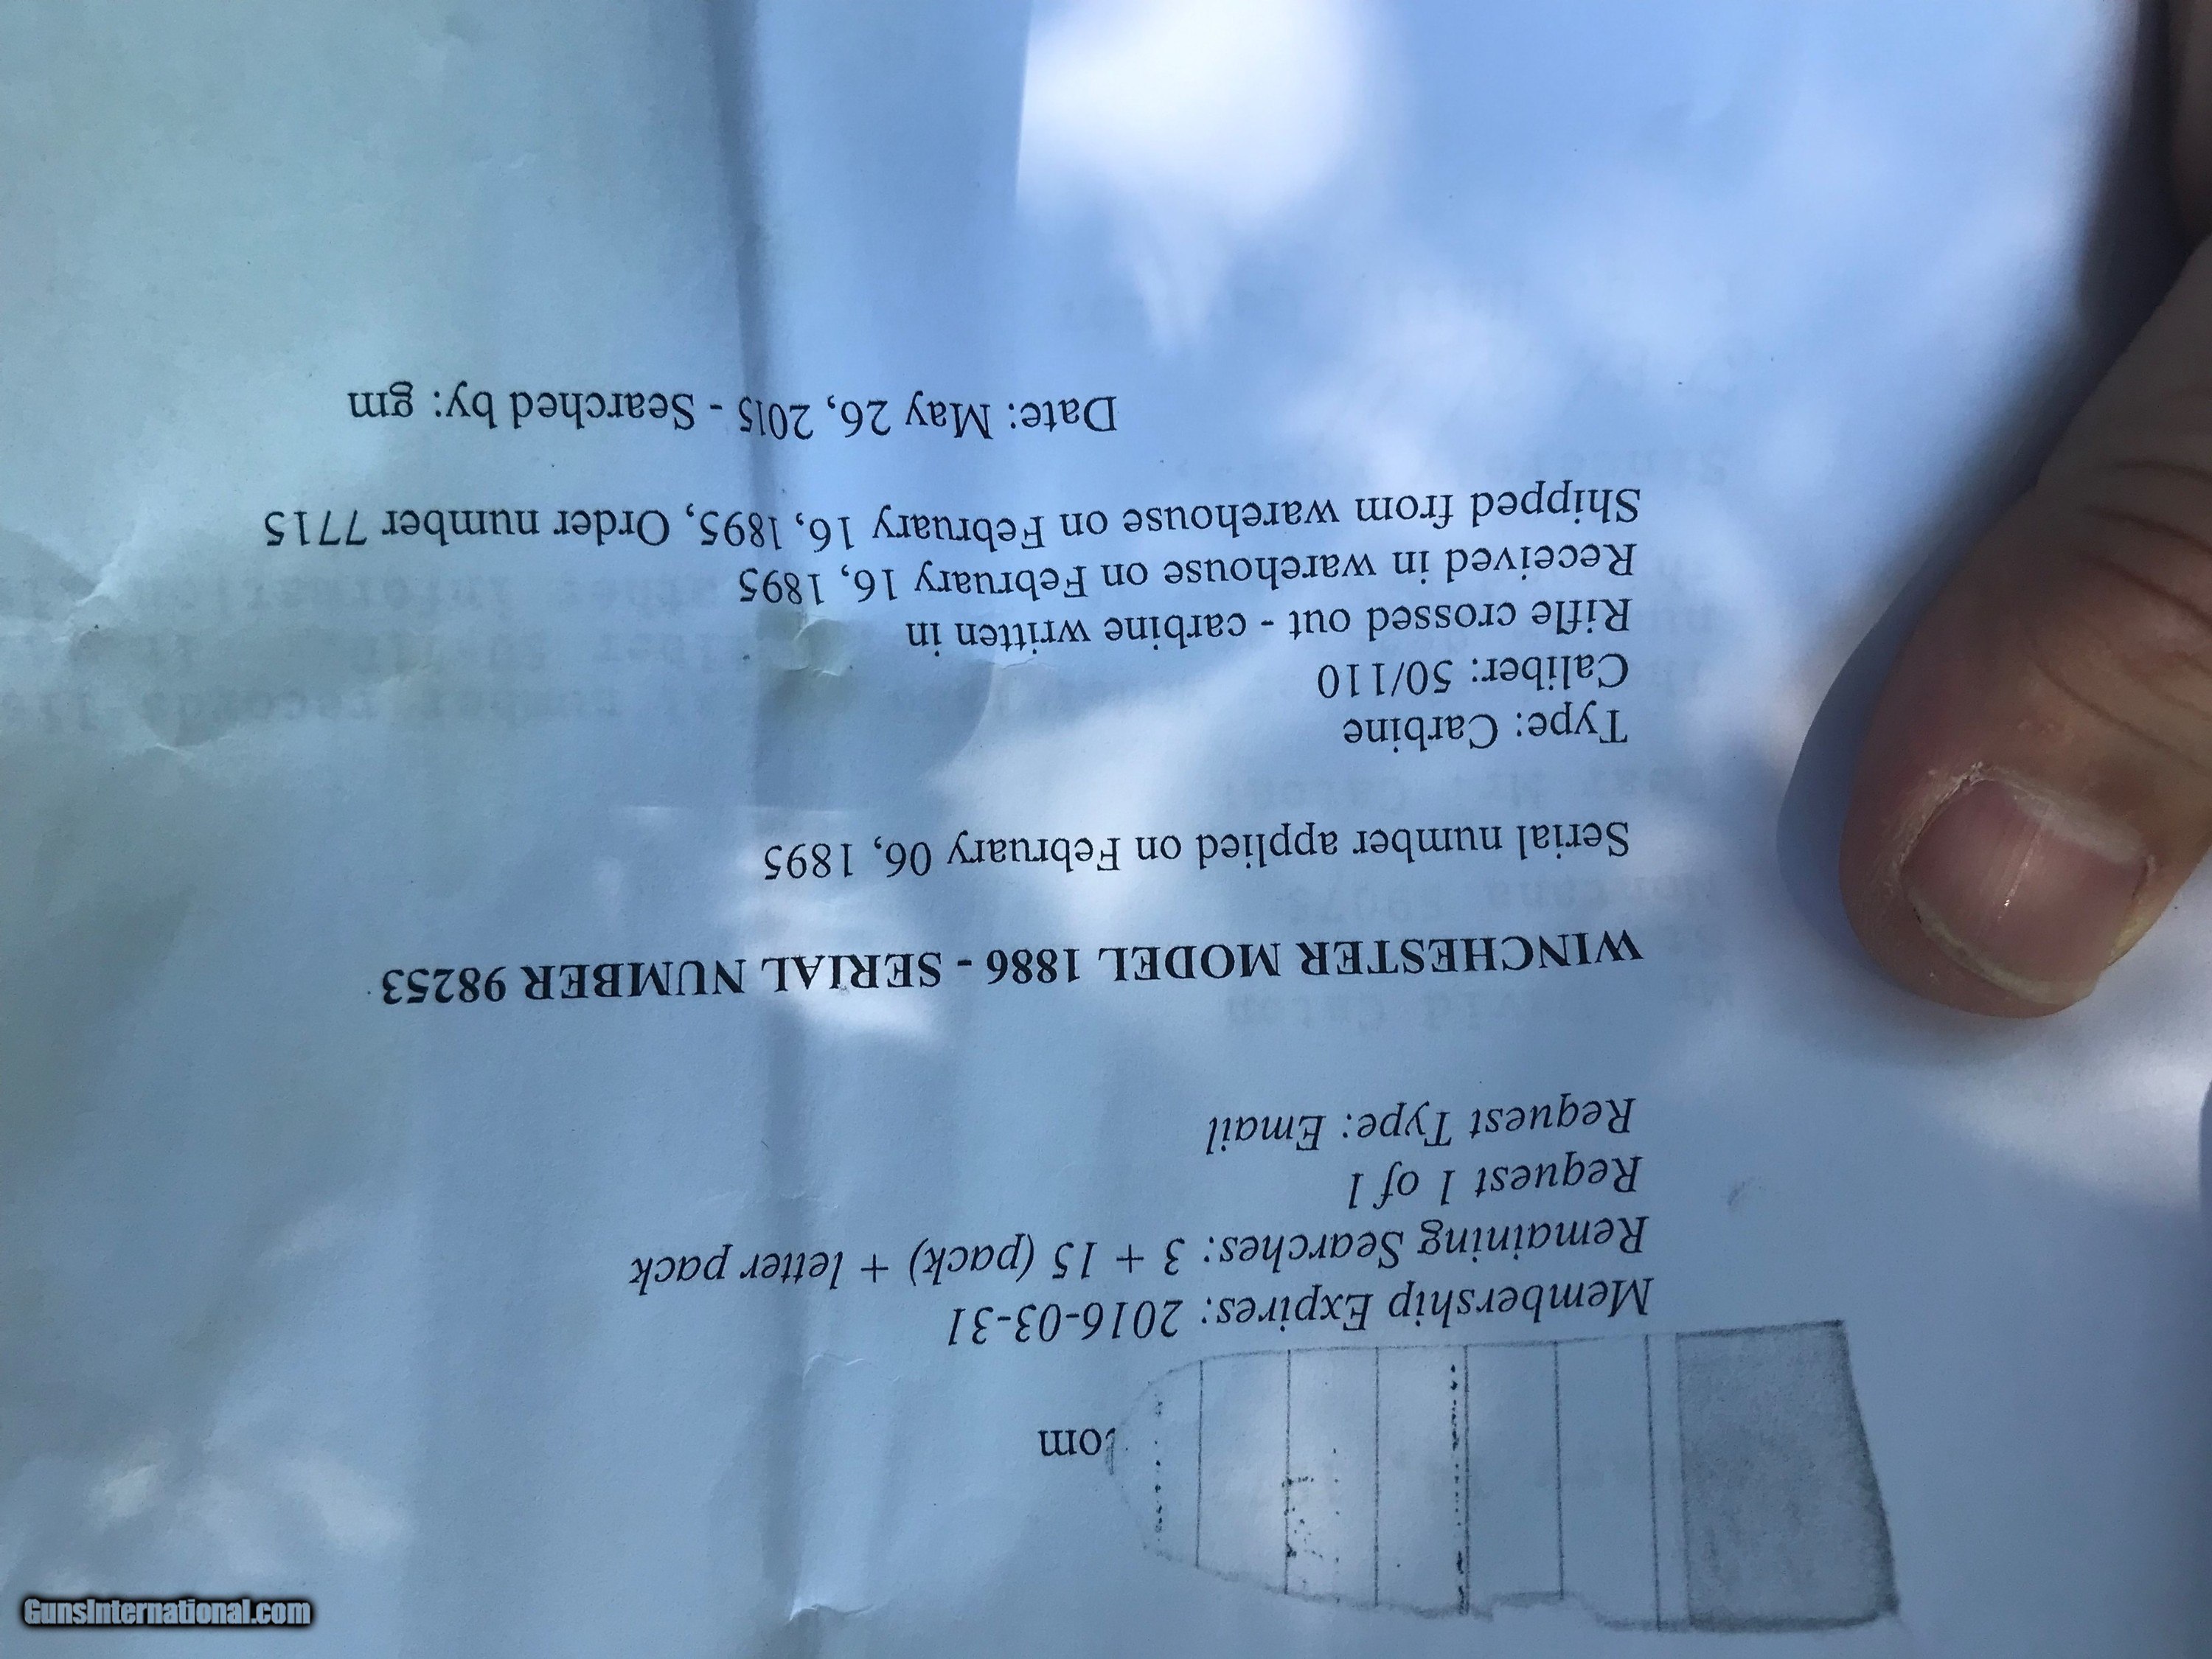 om
Membership Expires: 2016-03-31
Remaining Searches: 3 + 15 (pack) + letter pack
Request 1 of 1
Request Type: Email
WINCHESTER MODEL 1886 - SERIAL NUMBER 98253
Serial number applied on February 06, 1895
Type: Carbine
Caliber: 50/110
Rifle crossed out - carbine written in
Received in warehouse on February 16, 1895
Shipped from warehouse on February 16, 1895, Order number 7715
Date: May 26, 2015 - Searched by: gm
GunsInternational.com